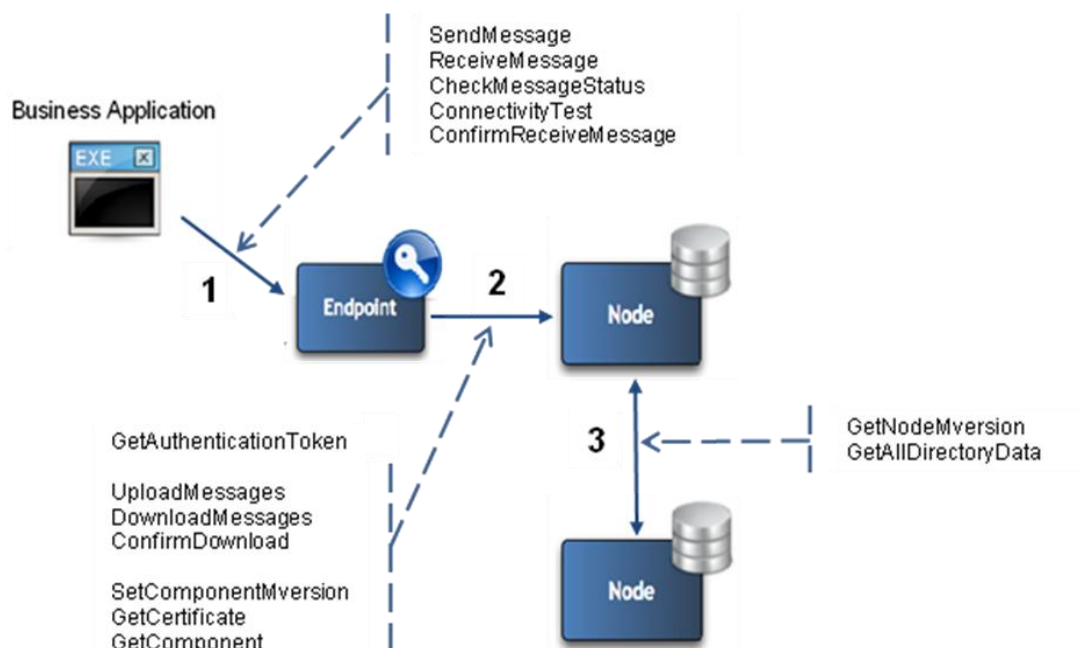 SendMessage
ReceiveMessage
CheckMessageStatus
ConnectivityTest
ConfirmReceiveMessage
Business Application
EXE
1
Endpoint
2
Node
GetAuthenticationToken
UploadMessages
DownloadMessages
ConfirmDownload
SetComponentMversion
GetCertificate
GetComponent
3
GetNodeMversion
GetAllDirectoryData
Node